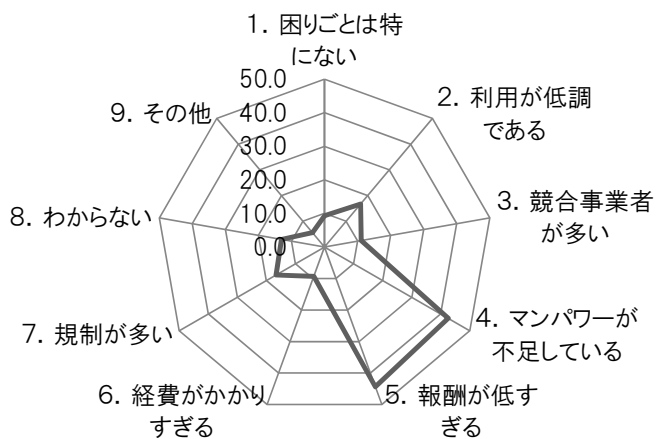 1. 困りごとは特
にない
50.0
40.0
30.0
20.0
10.0
0.0
2. 利用が低調
である
3. 競合事業者
が多い
4. マンパワーが
不足している
5. 報酬が低す
ぎる
6. 経費がかかり
すぎる
7. 規制が多い
8. わからない
9. その他